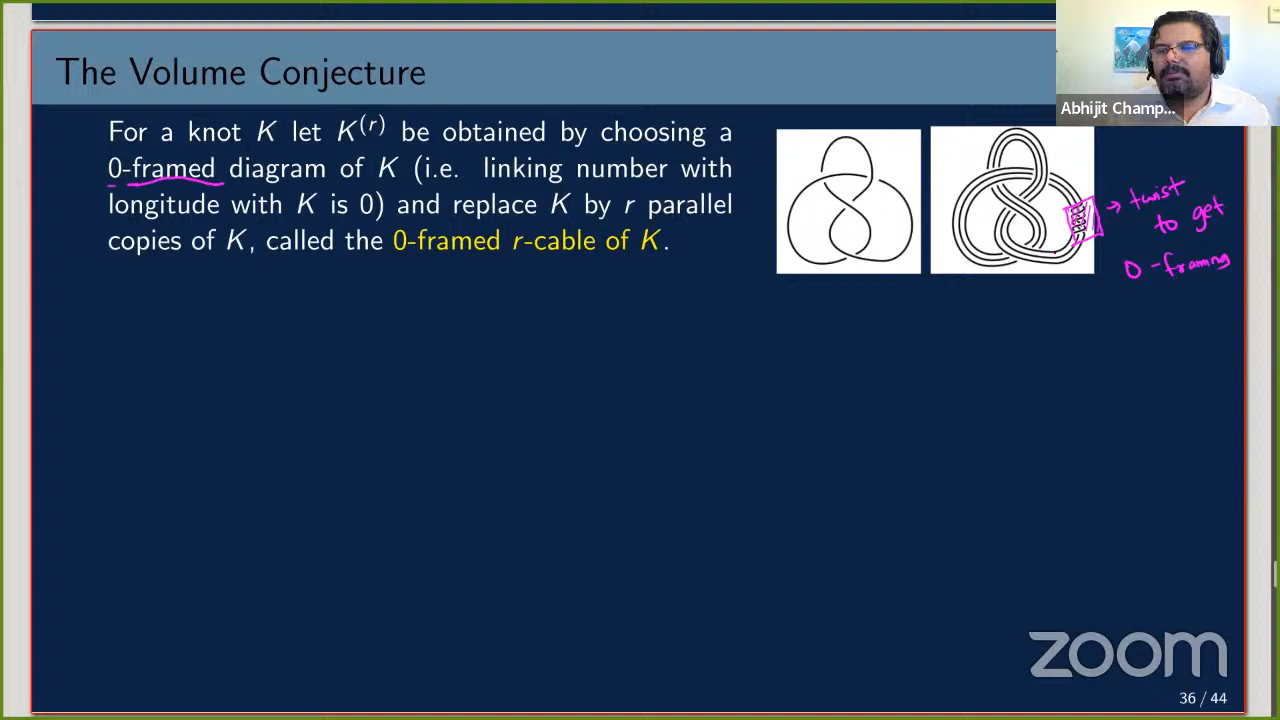 The Volume Conjecture
Abhijit Champ...
For a knot K let K^(r) be obtained by choosing a
0-framed diagram of K (i.e. linking number with
longitude with K is 0) and replace K by r parallel
copies of K, called the 0-framed r-cable of K.
→ twist
to get
0-framing
zoom
36 / 44